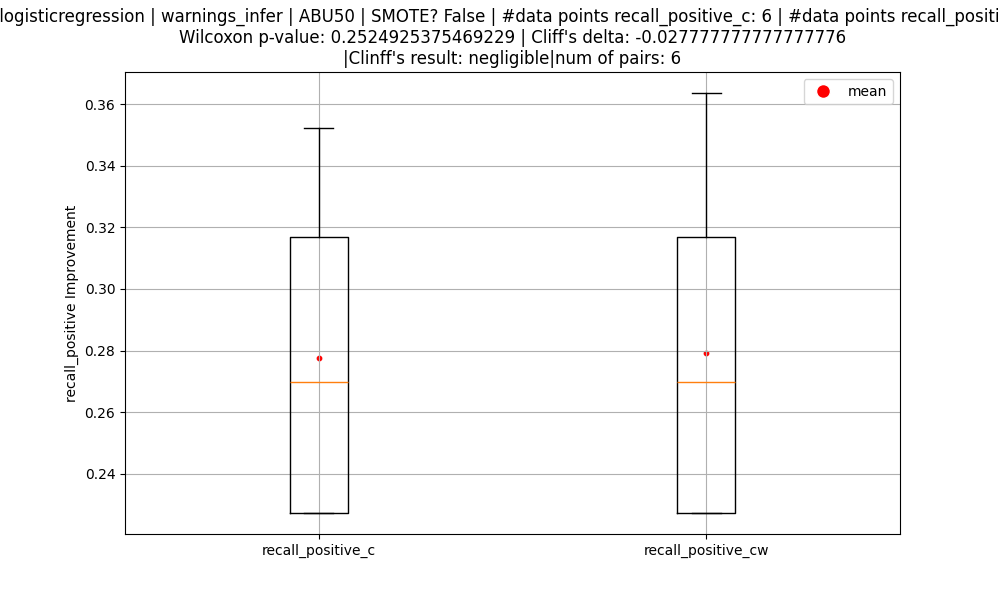 logisticregression | warnings_infer | ABU50 | SMOTE? False | #data points recall_positive_c: 6 | #data points recall_positi
Wilcoxon p-value: 0.2524925375469229 | Cliff's delta: -0.027777777777777776
|Clinff's result: negligible|num of pairs: 6
mean
0.36
0.34
0.32
0.30
0.28
0.26
0.24
recall_positive Improvement
recall_positive_c
recall_positive_cw